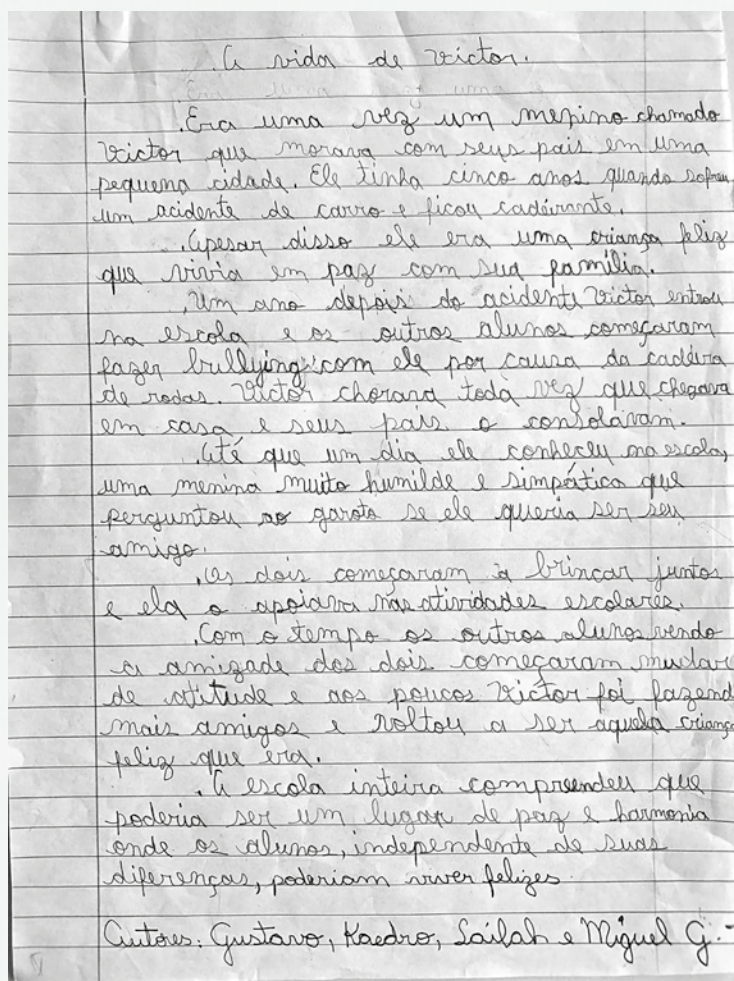 A vida de Victor.
.Era uma vez um menino chamado
Victor que morava com seus pais em uma
pequena cidade. Ele tinha cinco anos quando sofreu
um acidente de carro e ficou cadeirante.
.Apesar disso ele era uma criança feliz
que vivia em paz com sua família.
.Um ano depois do acidente Victor entrou
na escola e os outros alunos começaram
fazer bullying com ele por causa da cadeira
de rodas. Victor chorava toda vez que chegava
em casa e seus pais o consolavam.
.Até que um dia ele conheceu na escola,
uma menina muito humilde e simpática que
perguntou ao garoto se ele queria ser seu
amigo.
.Os dois começaram a brincar juntos
e ela o apoiava nas atividades escolares.
.Com o tempo os outros alunos vendo
a amizade dos dois começaram mudar
de atitude e aos poucos Victor foi fazend
mais amigos e voltou a ser aquela criança
feliz que era.
.A escola inteira compreendeu que
poderia ser um lugar de paz e harmonia
onde os alunos, independente de suas
diferenças, poderiam viver felizes.
Autores: Gustavo, Kaedro, Lailah e Miguel G.-